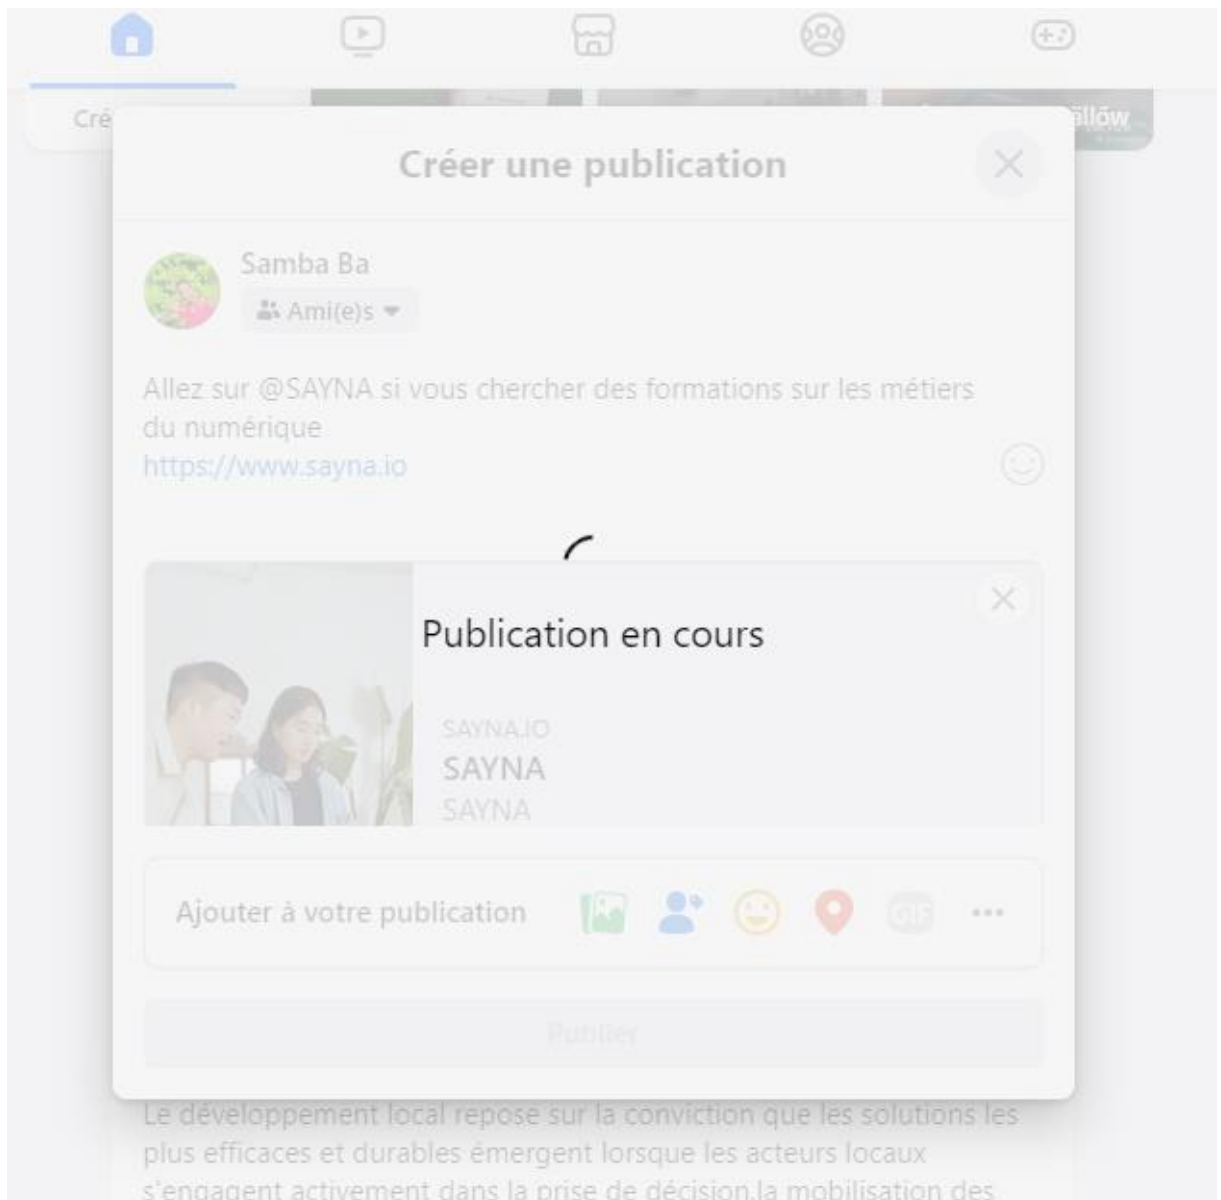 Cré
Créer une publication
Samba Ba
Ami(e)s
Allez sur @SAYNA si vous chercher des formations sur les métiers
du numérique
https://www.sayna.io
Publication en cours
SAYNA.IO
SAYNA
SAYNA
Ajouter à votre publication
GIF
Publier
Le développement local repose sur la conviction que les solutions les
plus efficaces et durables émergent lorsque les acteurs locaux
s'engagent activement dans la prise de décision,la mobilisation des